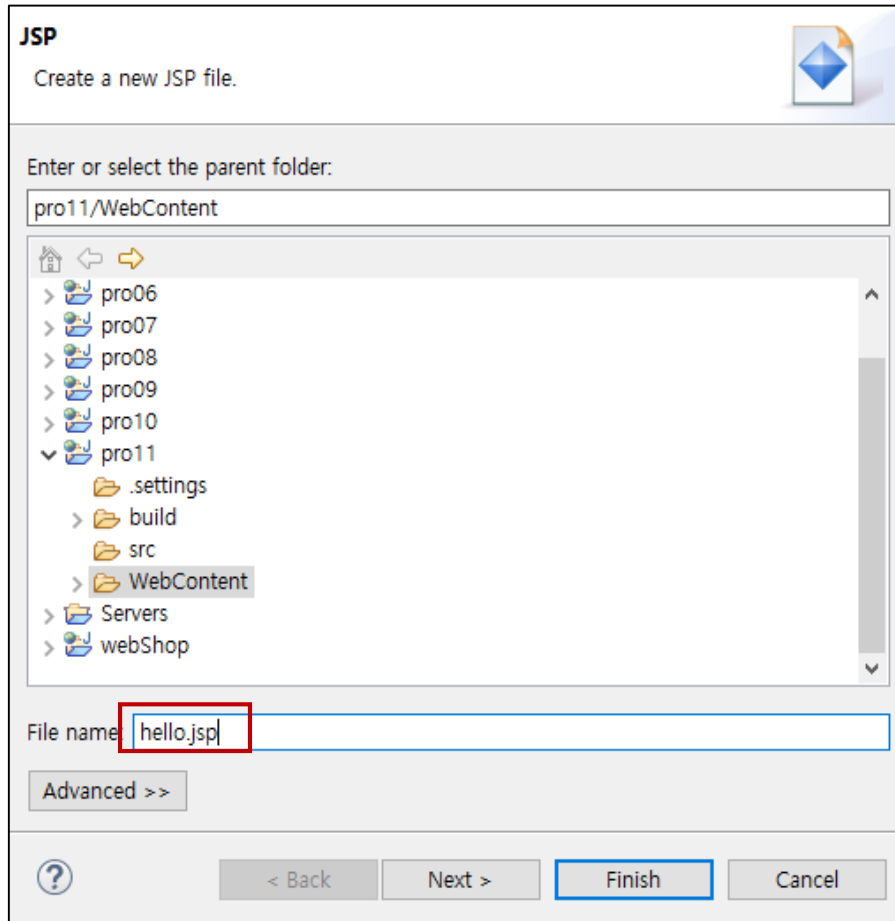 JSP
Create a new JSP file.
Enter or select the parent folder:
pro11/WebContent
pro06
pro07
pro08
pro09
pro10
pro11
.settings
build
src
WebContent
Servers
webShop
File name: hello.jsp
Advanced >>
? < Back Next > Finish Cancel